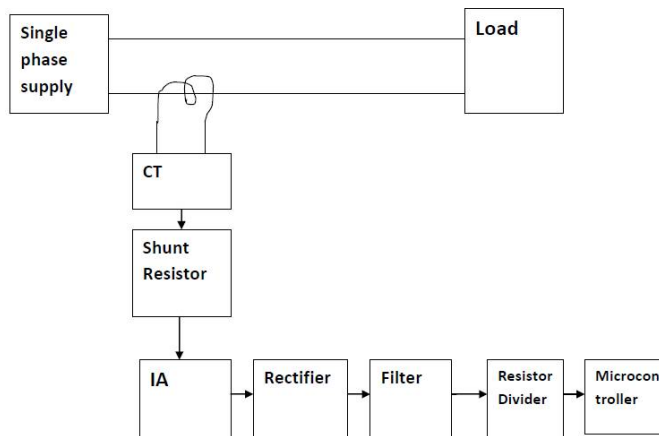 Single
phase
supply
Load
CT
Shunt
Resistor
IA
Rectifier
Filter
Resistor
Divider
Microcon
troller